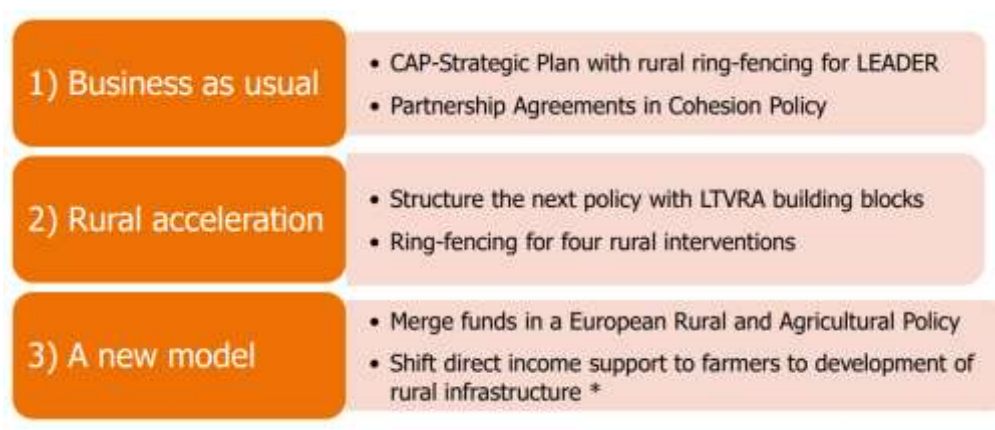 1) Business as usual
• CAP-Strategic Plan with rural ring-fencing for LEADER
• Partnership Agreements in Cohesion Policy
2) Rural acceleration
• Structure the next policy with LTVRA building blocks
• Ring-fencing for four rural interventions
3) A new model
• Merge funds in a European Rural and Agricultural Policy
• Shift direct income support to farmers to development of
rural infrastructure *